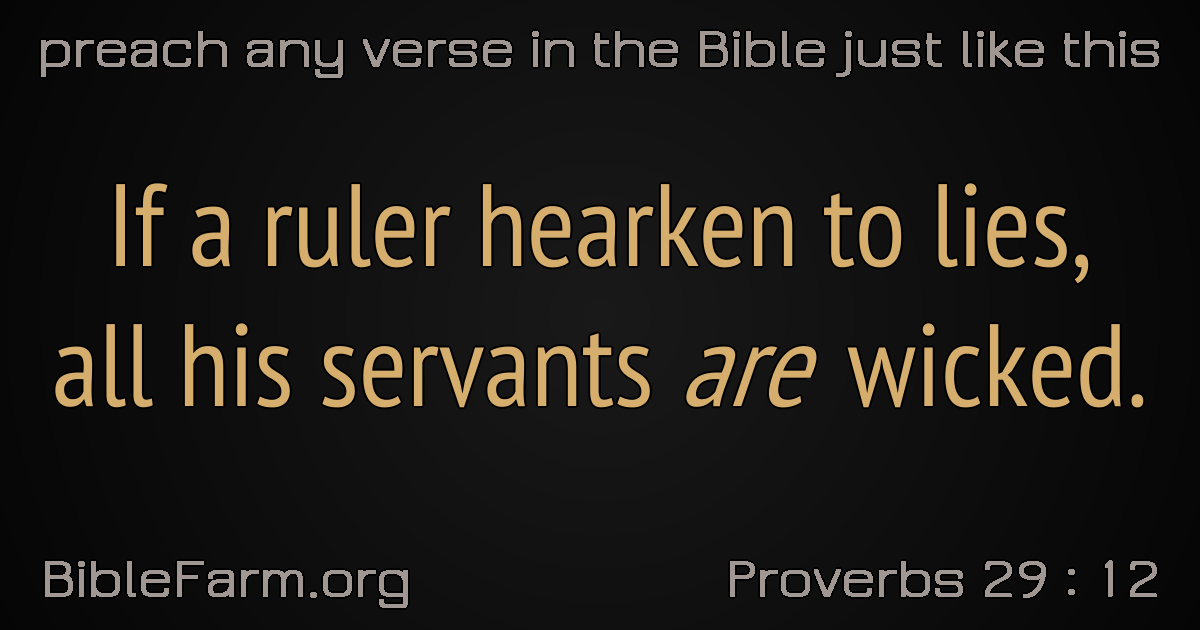 preach any verse in the Bible just like this
If a ruler hearken to lies,
all his servants are wicked.
BibleFarm.org
Proverbs 29 : 12